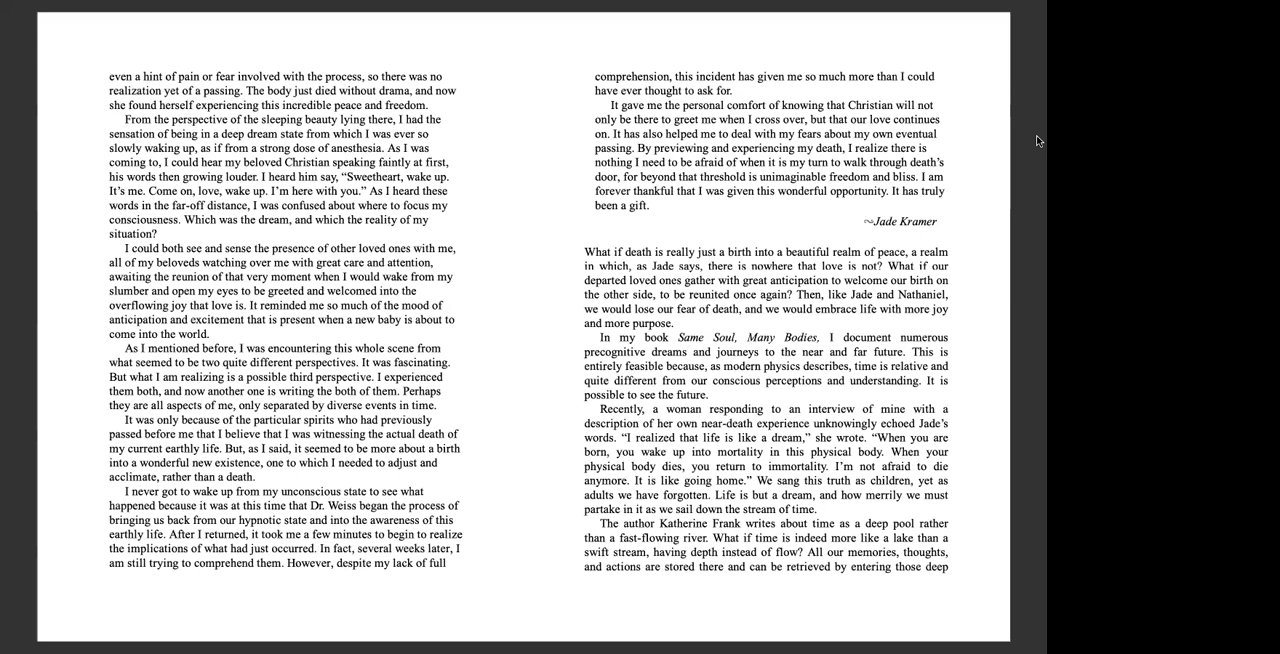 even a hint of pain or fear involved with the process, so there was no
realization yet of a passing. The body just died without drama, and now
she found herself experiencing this incredible peace and freedom.
From the perspective of the sleeping beauty lying there, I had the
sensation of being in a deep dream state from which I was ever so
slowly waking up, as if from a strong dose of anesthesia. As I was
coming to, I could hear my beloved Christian speaking faintly at first,
his words then growing louder. I heard him say, “Sweetheart, wake up.
It’s me. Come on, love, wake up. I’m here with you.” As I heard these
words in the far-off distance, I was confused about where to focus my
consciousness. Which was the dream, and which the reality of my
situation?
I could both see and sense the presence of other loved ones with me,
all of my beloveds watching over me with great care and attention,
awaiting the reunion of that very moment when I would wake from my
slumber and open my eyes to be greeted and welcomed into the
overflowing joy that love is. It reminded me so much of the mood of
anticipation and excitement that is present when a new baby is about to
come into the world.
As I mentioned before, I was encountering this whole scene from
what seemed to be two quite different perspectives. It was fascinating.
But what I am realizing is a possible third perspective. I experienced
them both, and now another one is writing the both of them. Perhaps
they are all aspects of me, only separated by diverse events in time.
It was only because of the particular spirits who had previously
passed before me that I believe that I was witnessing the actual death of
my current earthly life. But, as I said, it seemed to be more about a birth
into a wonderful new existence, one to which I needed to adjust and
acclimate, rather than a death.
I never got to wake up from my unconscious state to see what
happened because it was at this time that Dr. Weiss began the process of
bringing us back from our hypnotic state and into the awareness of this
earthly life. After I returned, it took me a few minutes to begin to realize
the implications of what had just occurred. In fact, several weeks later, I
am still trying to comprehend them. However, despite my lack of full
comprehension, this incident has given me so much more than I could
have ever thought to ask for.
It gave me the personal comfort of knowing that Christian will not
only be there to greet me when I cross over, but that our love continues
on. It has also helped me to deal with my fears about my own eventual
passing. By previewing and experiencing my death, I realize there is
nothing I need to be afraid of when it is my turn to walk through death’s
door, for beyond that threshold is unimaginable freedom and bliss. I am
forever thankful that I was given this wonderful opportunity. It has truly
been a gift.
~Jade Kramer
What if death is really just a birth into a beautiful realm of peace, a realm
in which, as Jade says, there is nowhere that love is not? What if our
departed loved ones gather with great anticipation to welcome our birth on
the other side, to be reunited once again? Then, like Jade and Nathaniel,
we would lose our fear of death, and we would embrace life with more joy
and more purpose.
In my book Same Soul, Many Bodies, I document numerous
precognitive dreams and journeys to the near and far future. This is
entirely feasible because, as modern physics describes, time is relative and
quite different from our conscious perceptions and understanding. It is
possible to see the future.
Recently, a woman responding to an interview of mine with a
description of her own near-death experience unknowingly echoed Jade’s
words. “I realized that life is like a dream,” she wrote. “When you are
born, you wake up into mortality in this physical body. When your
physical body dies, you return to immortality. I’m not afraid to die
anymore. It is like going home.” We sang this truth as children, yet as
adults we have forgotten. Life is but a dream, and how merrily we must
partake in it as we sail down the stream of time.
The author Katherine Frank writes about time as a deep pool rather
than a fast-flowing river. What if time is indeed more like a lake than a
swift stream, having depth instead of flow? All our memories, thoughts,
and actions are stored there and can be retrieved by entering those deep